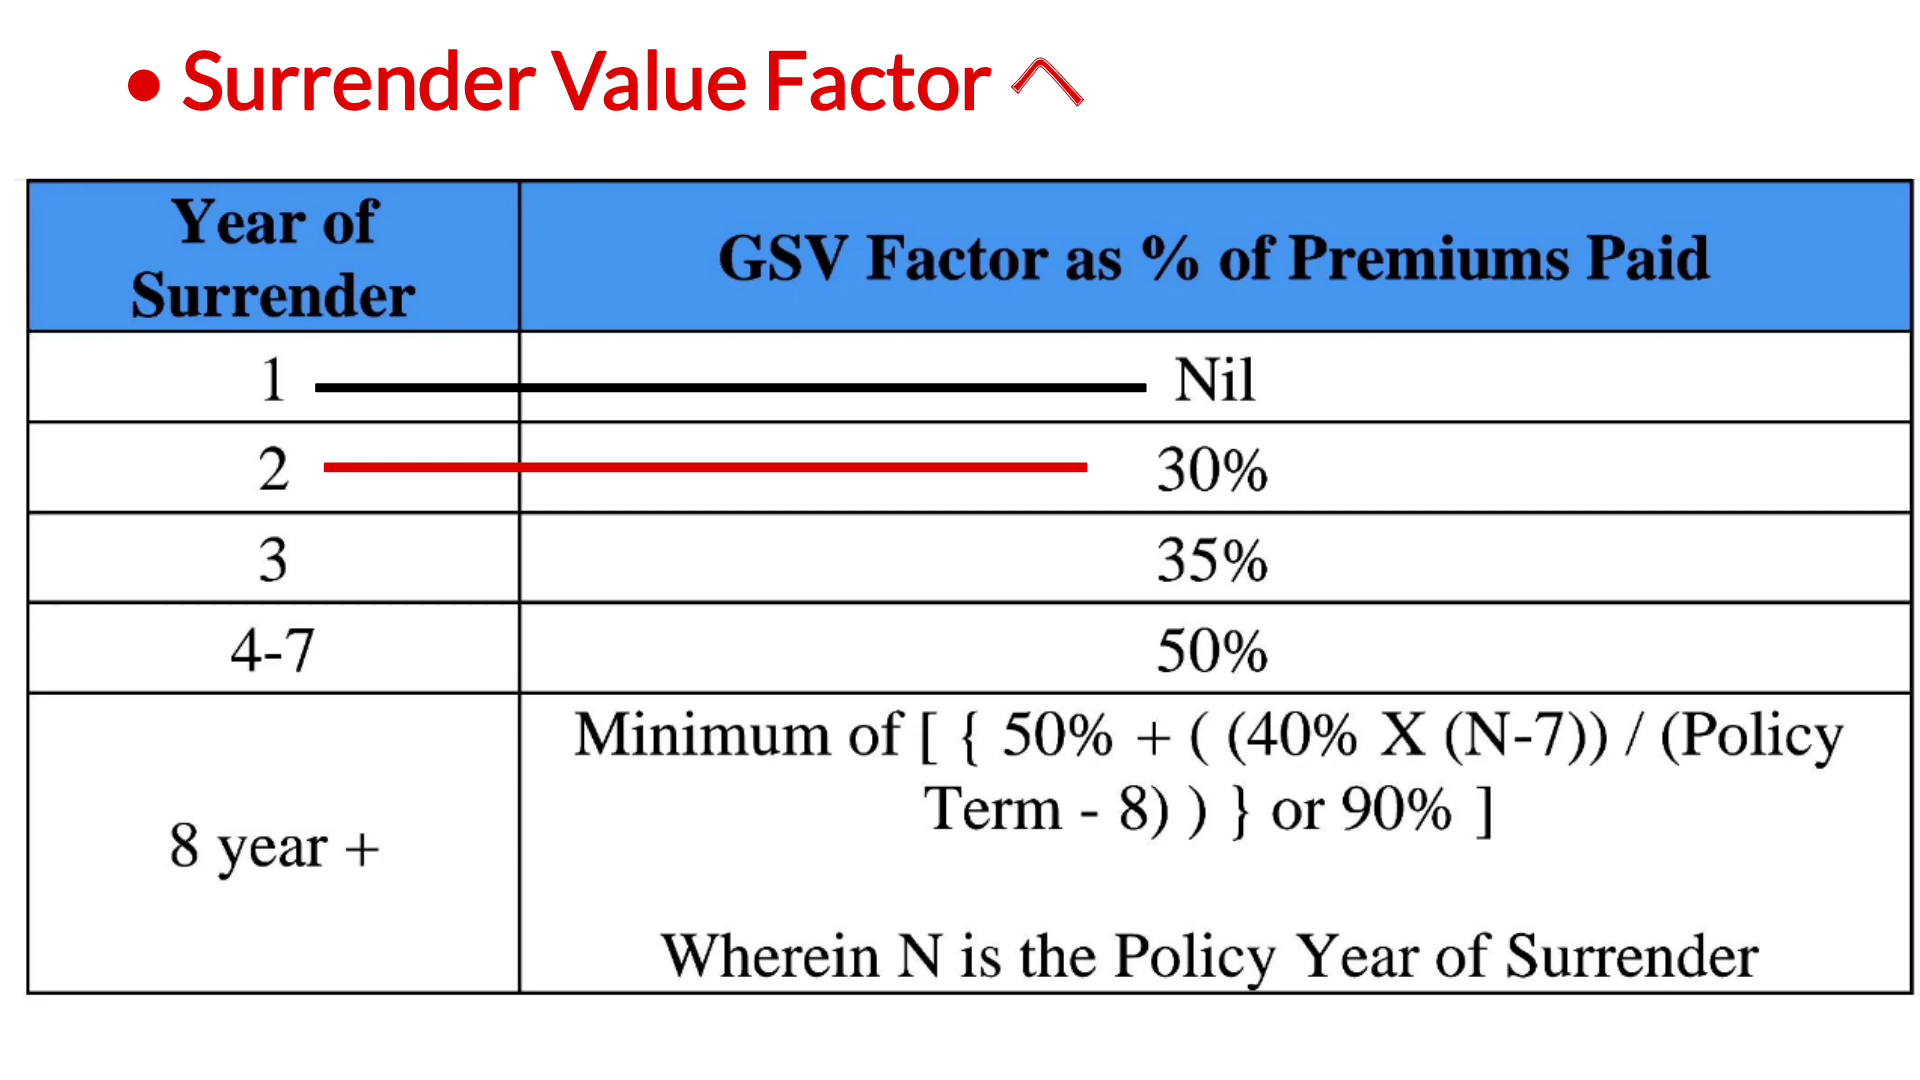 • Surrender Value Factor
Year of
Surrender
GSV Factor as % of Premiums Paid
1
Nil
2
30%
3
35%
4-7
50%
8 year +
Minimum of [ { 50% + ( (40% X (N-7)) / (Policy
Term - 8) ) } or 90% ]
Wherein N is the Policy Year of Surrender